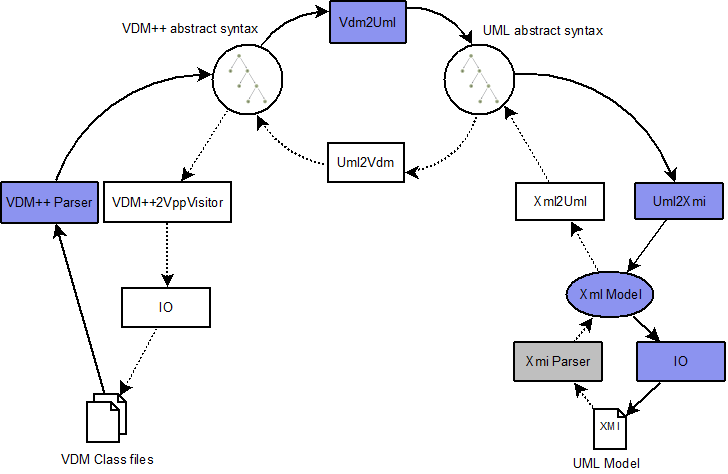 VDM++ abstract syntax
Vdm2Uml
UML abstract syntax
Uml2Vdm
VDM++ Parser
VDM++2VppVisitor
Xml2Uml
Uml2Xmi
IO
Xml Model
Xmi Parser
IO
XMI
VDM Class files
UML Model